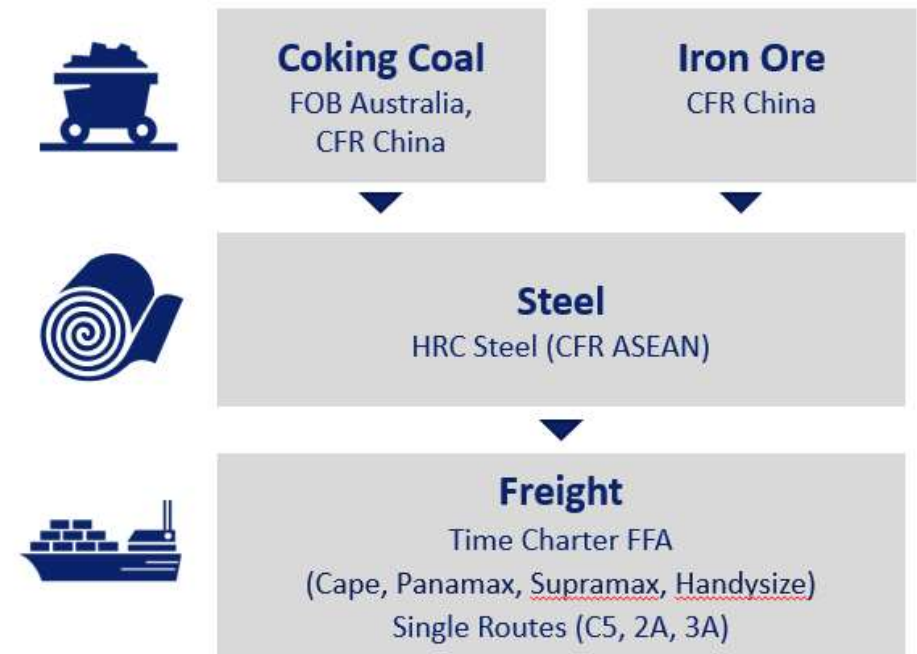 Coking Coal
FOB Australia,
CFR China
Iron Ore
CFR China
Steel
HRC Steel (CFR ASEAN)
Freight
Time Charter FFA
(Cape, Panamax, Supramax, Handysize)
Single Routes (C5, 2A, 3A)